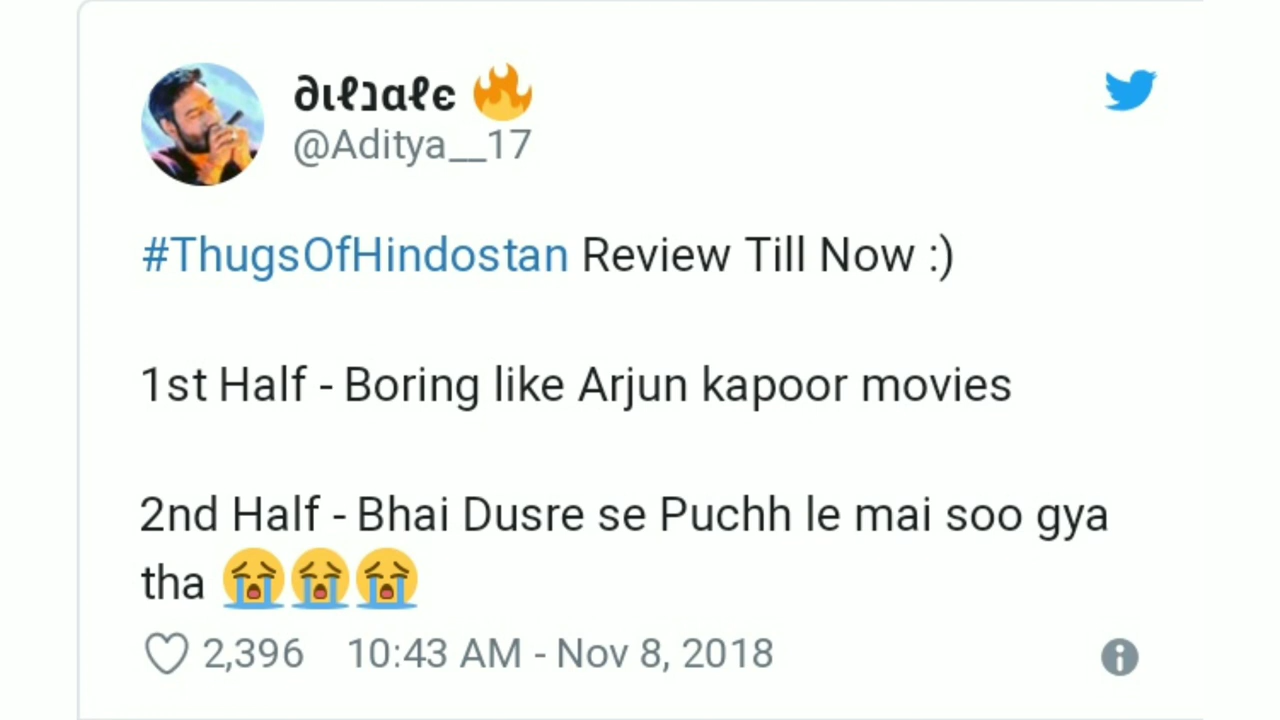 ∂ιℓנαℓє 🔥
@Aditya__17
#ThugsOfHindostan Review Till Now :)
1st Half - Boring like Arjun kapoor movies
2nd Half - Bhai Dusre se Puchh le mai soo gya
tha 😭😭😭
2,396 10:43 AM - Nov 8, 2018